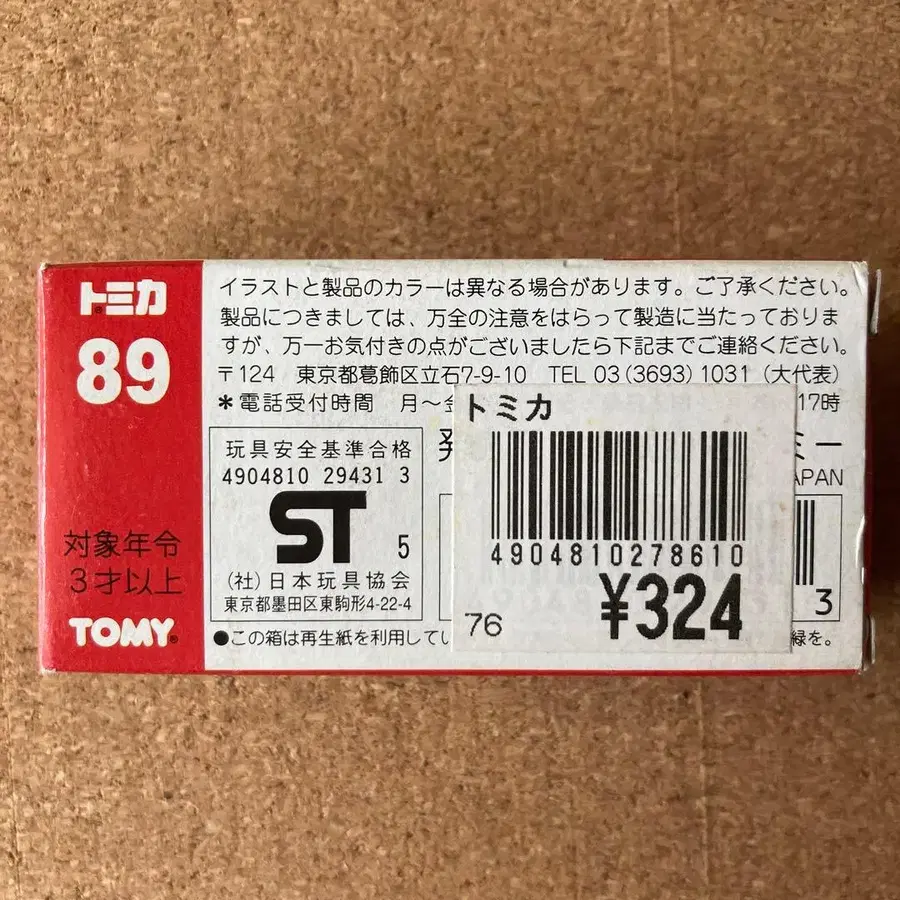 トミカ
89
対象年令
3才以上
TOMY®
イラストと製品のカラーは異なる場合があります。ご了承ください。
製品につきましては、万全の注意をはらって製造に当たっておりま
すが、万一お気付きの点がございましたら下記までご連絡ください。
〒124 東京都葛飾区立石7-9-10 TEL 03(3693)1031(大代表)
*電話受付時間 月〜 17時
ミー
JAPAN
玩具安全基準合格
4904810 29431 3
ST 5
(社)日本玩具協会
東京都墨田区東駒形4-22-4
●この箱は再生紙を利用してい 緑を。
トミカ
4904810278610
¥324
76
3